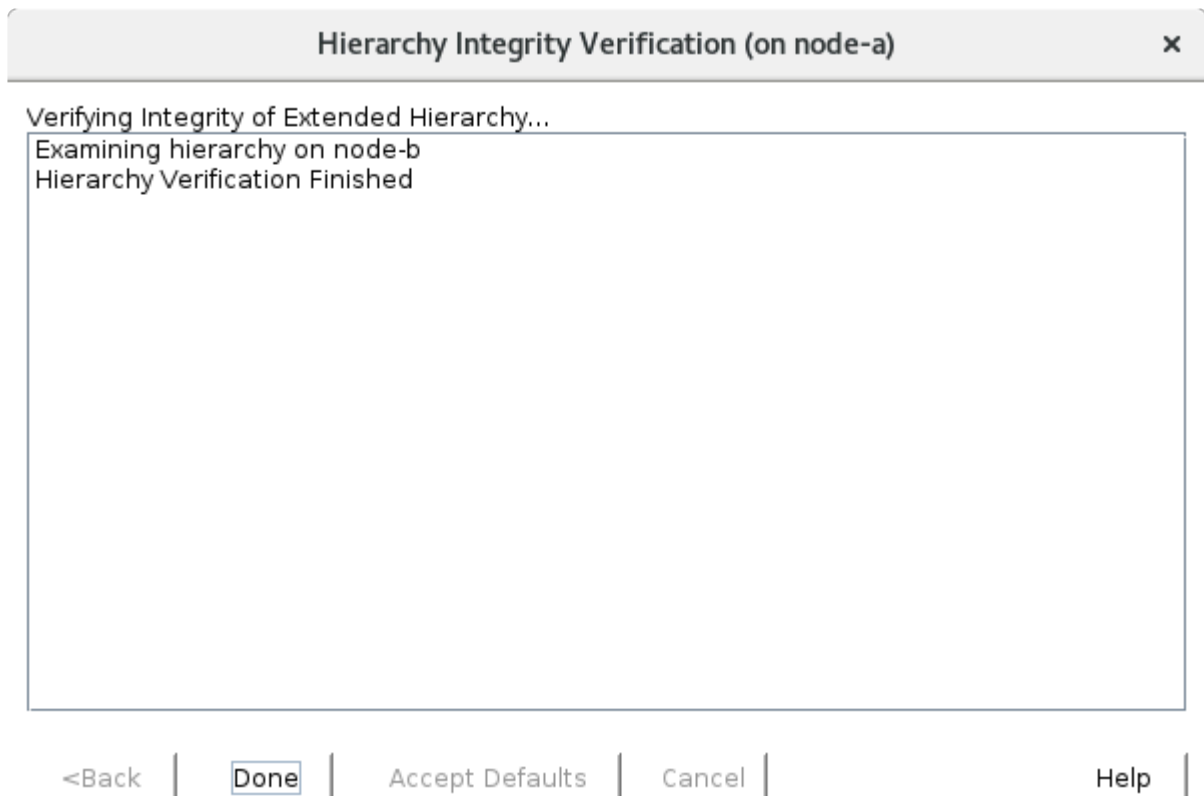 Hierarchy Integrity Verification (on node-a)
Verifying Integrity of Extended Hierarchy...
Examining hierarchy on node-b
Hierarchy Verification Finished
<Back Done Accept Defaults Cancel Help